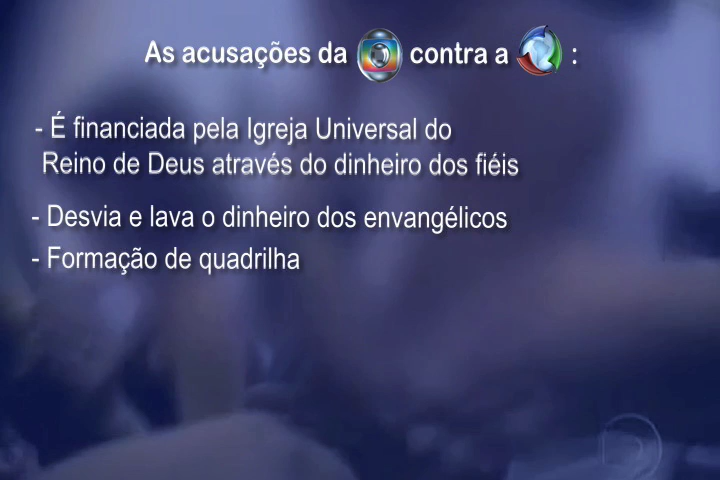 As acusações da contra a :
- É financiada pela Igreja Universal do
Reino de Deus através do dinheiro dos fiéis
- Desvia e lava o dinheiro dos envangélicos
- Formação de quadrilha